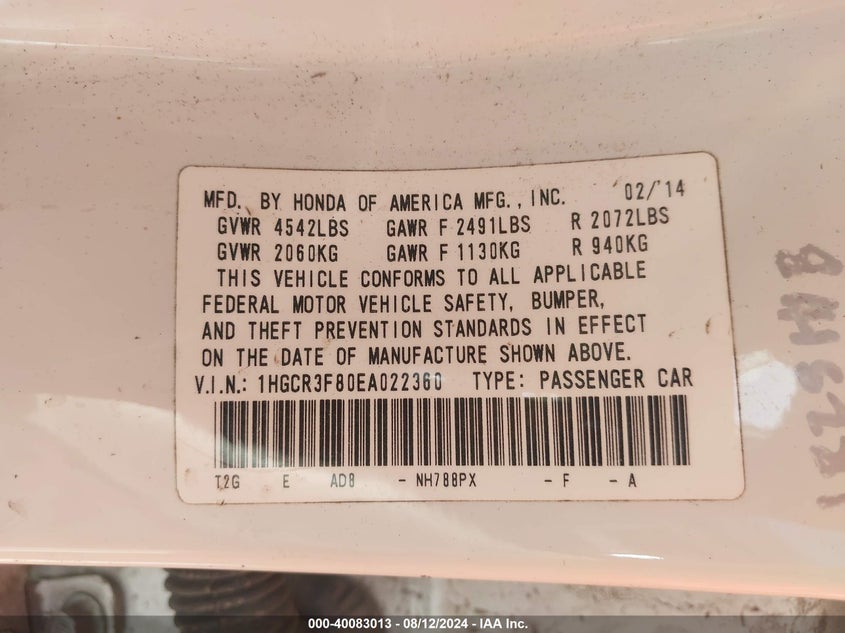 MFD. BY HONDA OF AMERICA MFG., INC. 02/'14
GVWR 4542LBS GAWR F 2491LBS R 2072LBS
GVWR 2060KG GAWR F 1130KG R 940KG
THIS VEHICLE CONFORMS TO ALL APPLICABLE
FEDERAL MOTOR VEHICLE SAFETY, BUMPER,
AND THEFT PREVENTION STANDARDS IN EFFECT
ON THE DATE OF MANUFACTURE SHOWN ABOVE.
V.I.N.: 1HGCR3F80EA022360 TYPE: PASSENGER CAR
T2G E AD8 - NH788PX - F - A
000-40083013 - 08/12/2024 - IAA Inc.